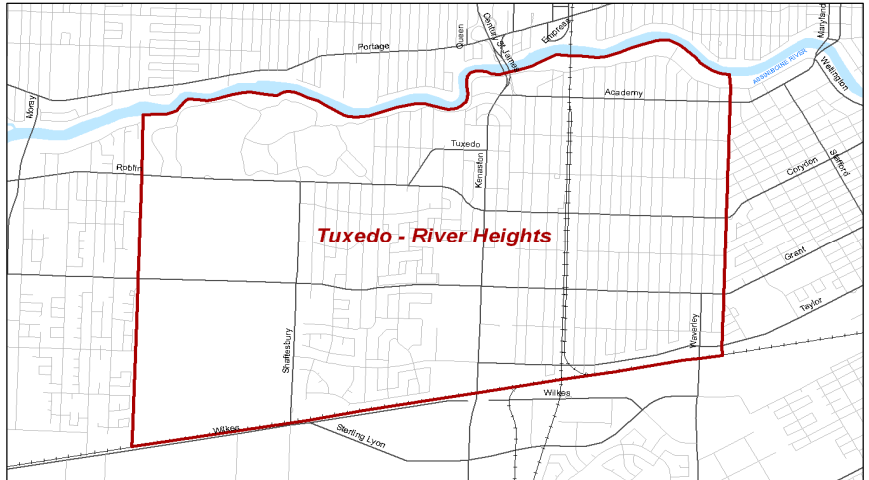 Queen
Century St James
Empress
Maryland
Portage
Wellington
ASSINIBOINE RIVER
Moray
Academy
Tuxedo
Stafford
Roblin
Kenaston
Corydon
Tuxedo - River Heights
Grant
Taylor
Shaftesbury
Waverley
Wilkes
Wilkes
Sterling Lyon